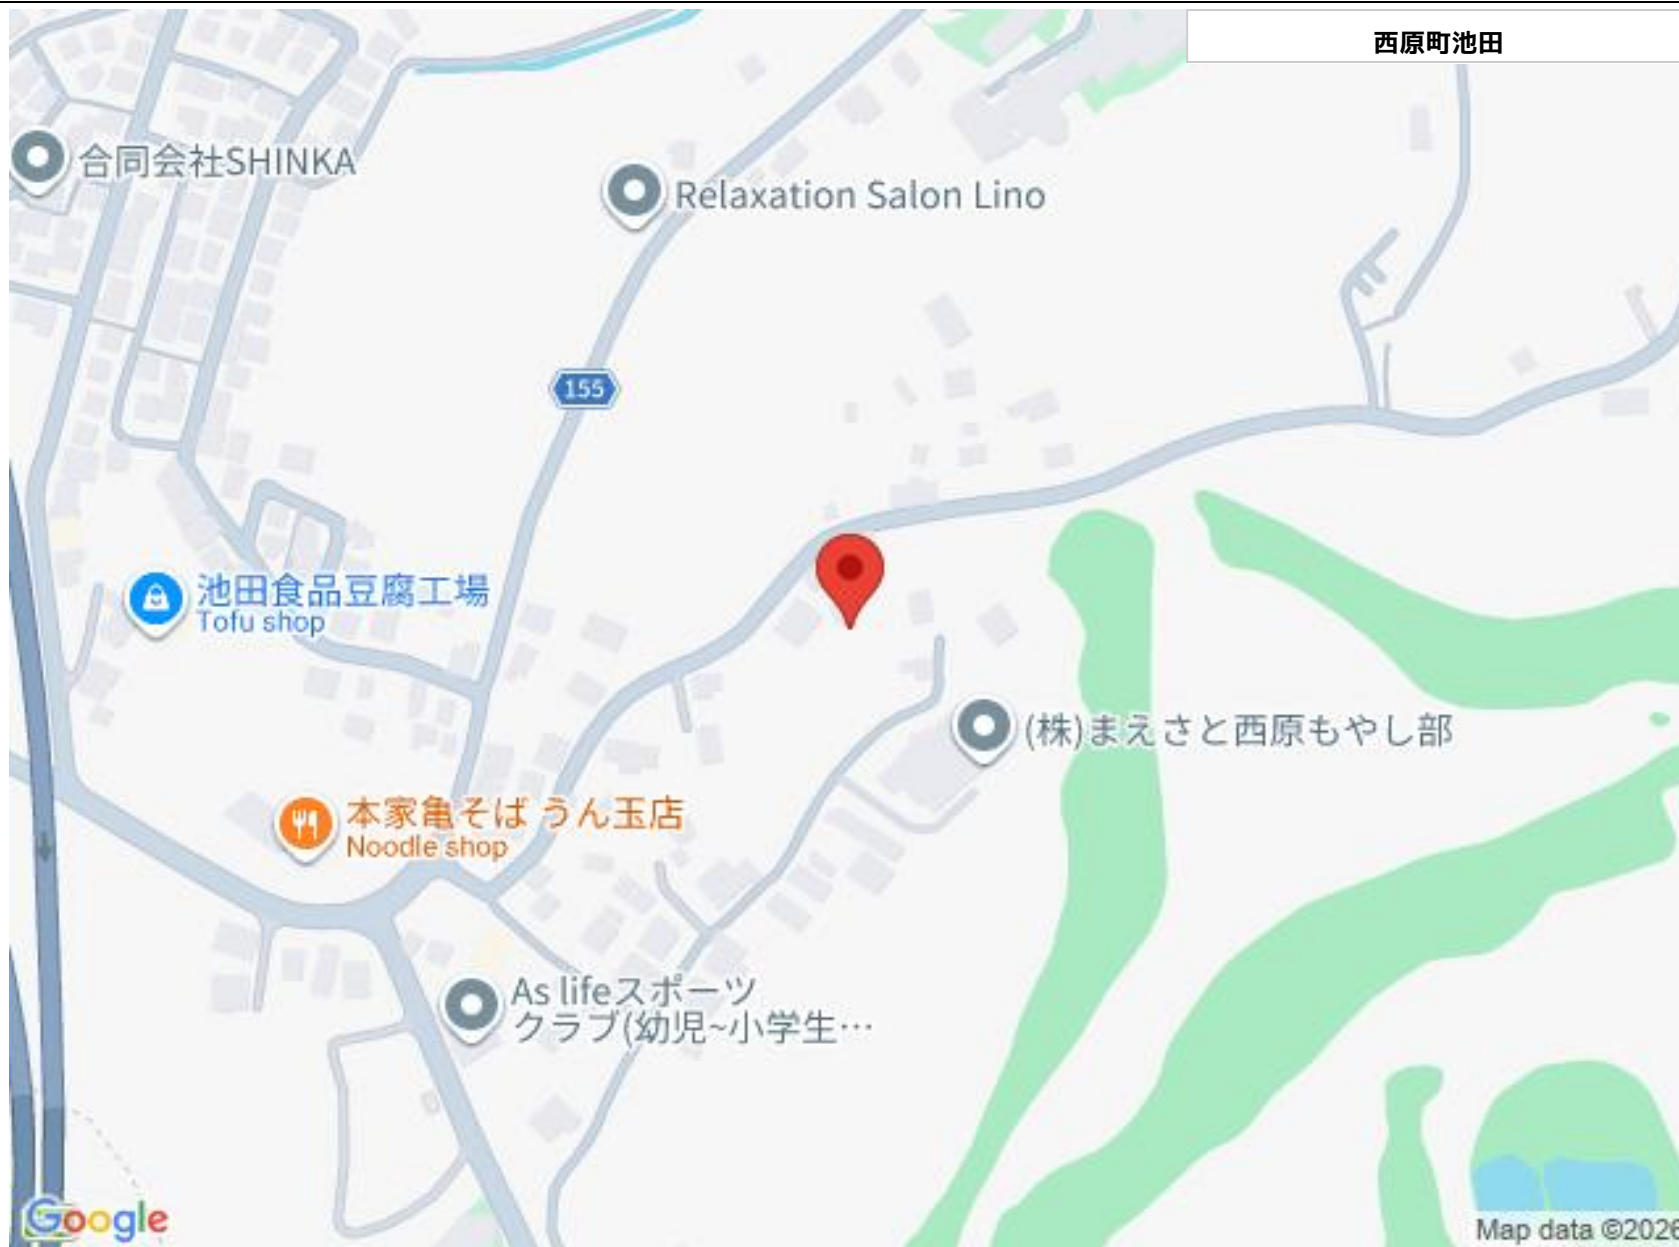 西原町池田
合同会社SHINKA
Relaxation Salon Lino
155
池田食品豆腐工場
Tofu shop
(株)まえさと西原もやし部
本家亀そば うん玉店
Noodle shop
As lifeスポーツ
クラブ(幼児~小学生…
Google
Map data ©2026